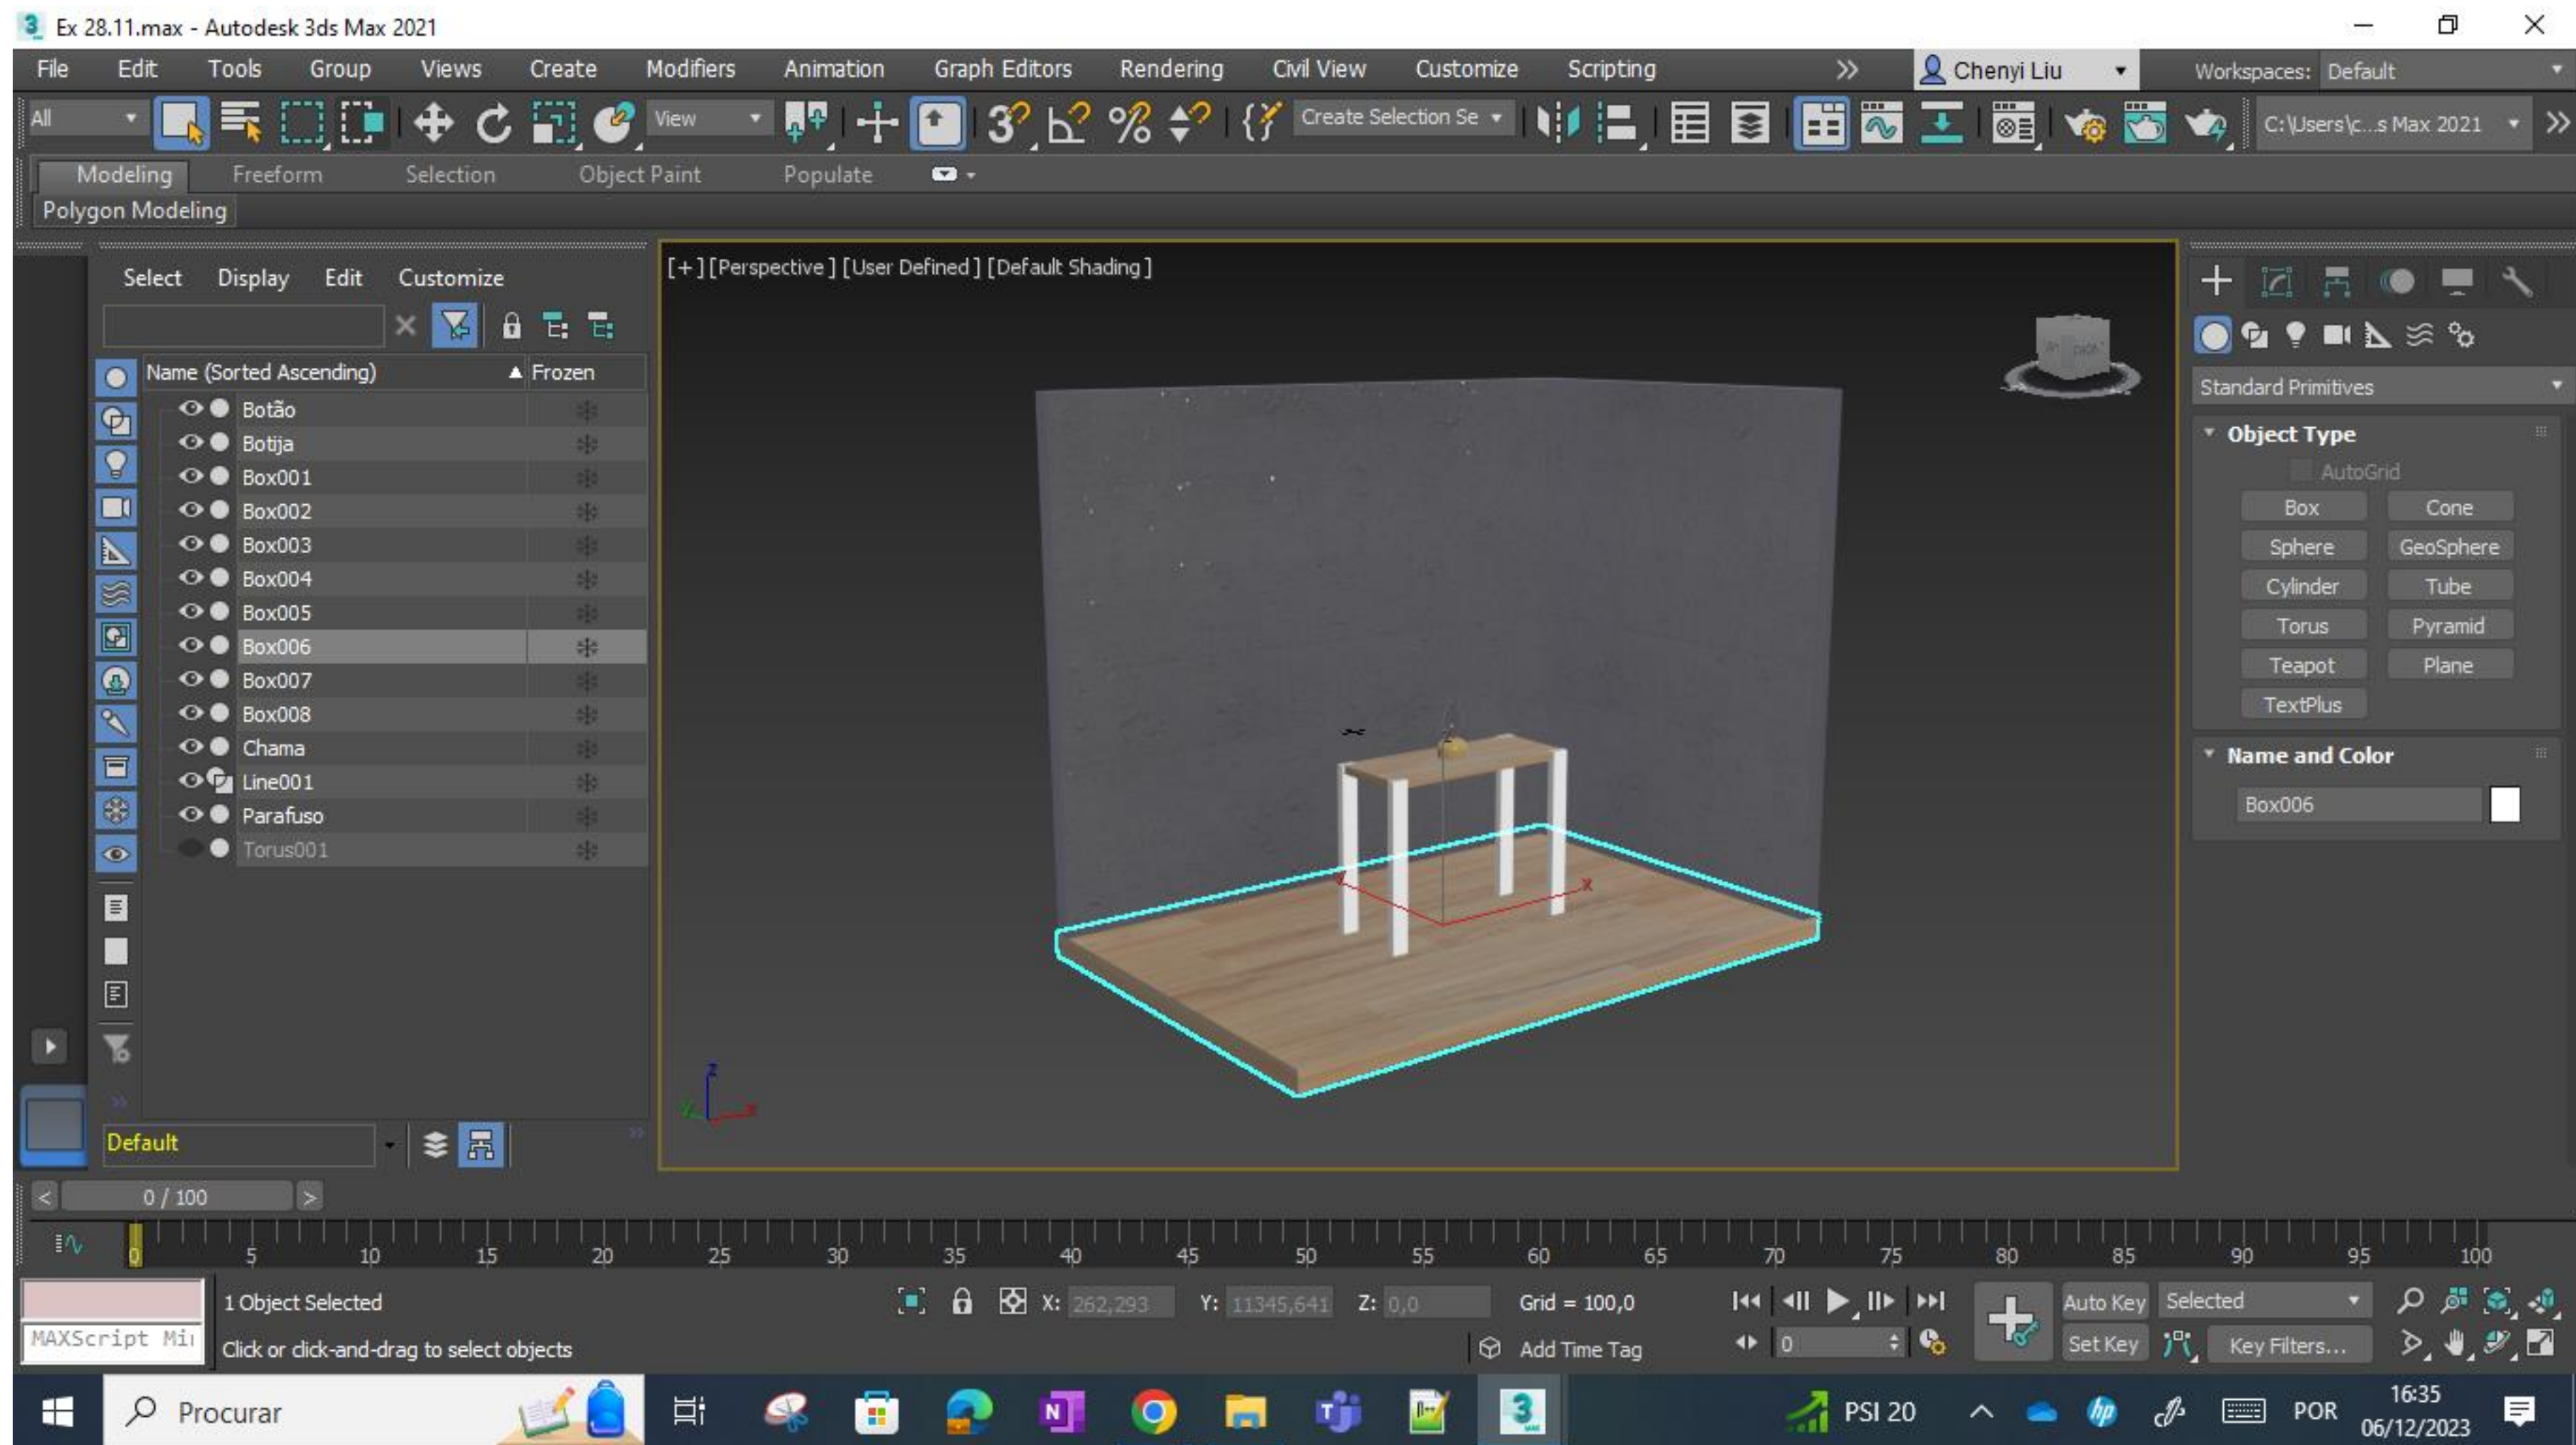 Ex 28.11.max - Autodesk 3ds Max 2021
File Edit Tools Group Views Create Modifiers Animation Graph Editors Rendering Civil View Customize Scripting Chenyi Liu Workspaces: Default
All View Create Selection Se C:\Users\c...s Max 2021
Modeling Freeform Selection Object Paint Populate
Polygon Modeling
Select Display Edit Customize
Name (Sorted Ascending) Frozen
Botão
Botija
Box001
Box002
Box003
Box004
Box005
Box006
Box007
Box008
Chama
Line001
Parafuso
Torus001
Default
[+] [Perspective] [User Defined] [Default Shading]
z
x
z
x
Standard Primitives
Object Type
AutoGrid
Box Cone
Sphere GeoSphere
Cylinder Tube
Torus Pyramid
Teapot Plane
TextPlus
Name and Color
Box006
< 0 / 100 >
0 5 10 15 20 25 30 35 40 45 50 55 60 65 70 75 80 85 90 95 100
1 Object Selected X: 262,293 Y: 11345,641 Z: 0,0 Grid = 100,0 Auto Key Selected
MAXScript Mi Click or click-and-drag to select objects Add Time Tag 0 Set Key Key Filters...
Procurar PSI 20 hp POR 16:35
06/12/2023